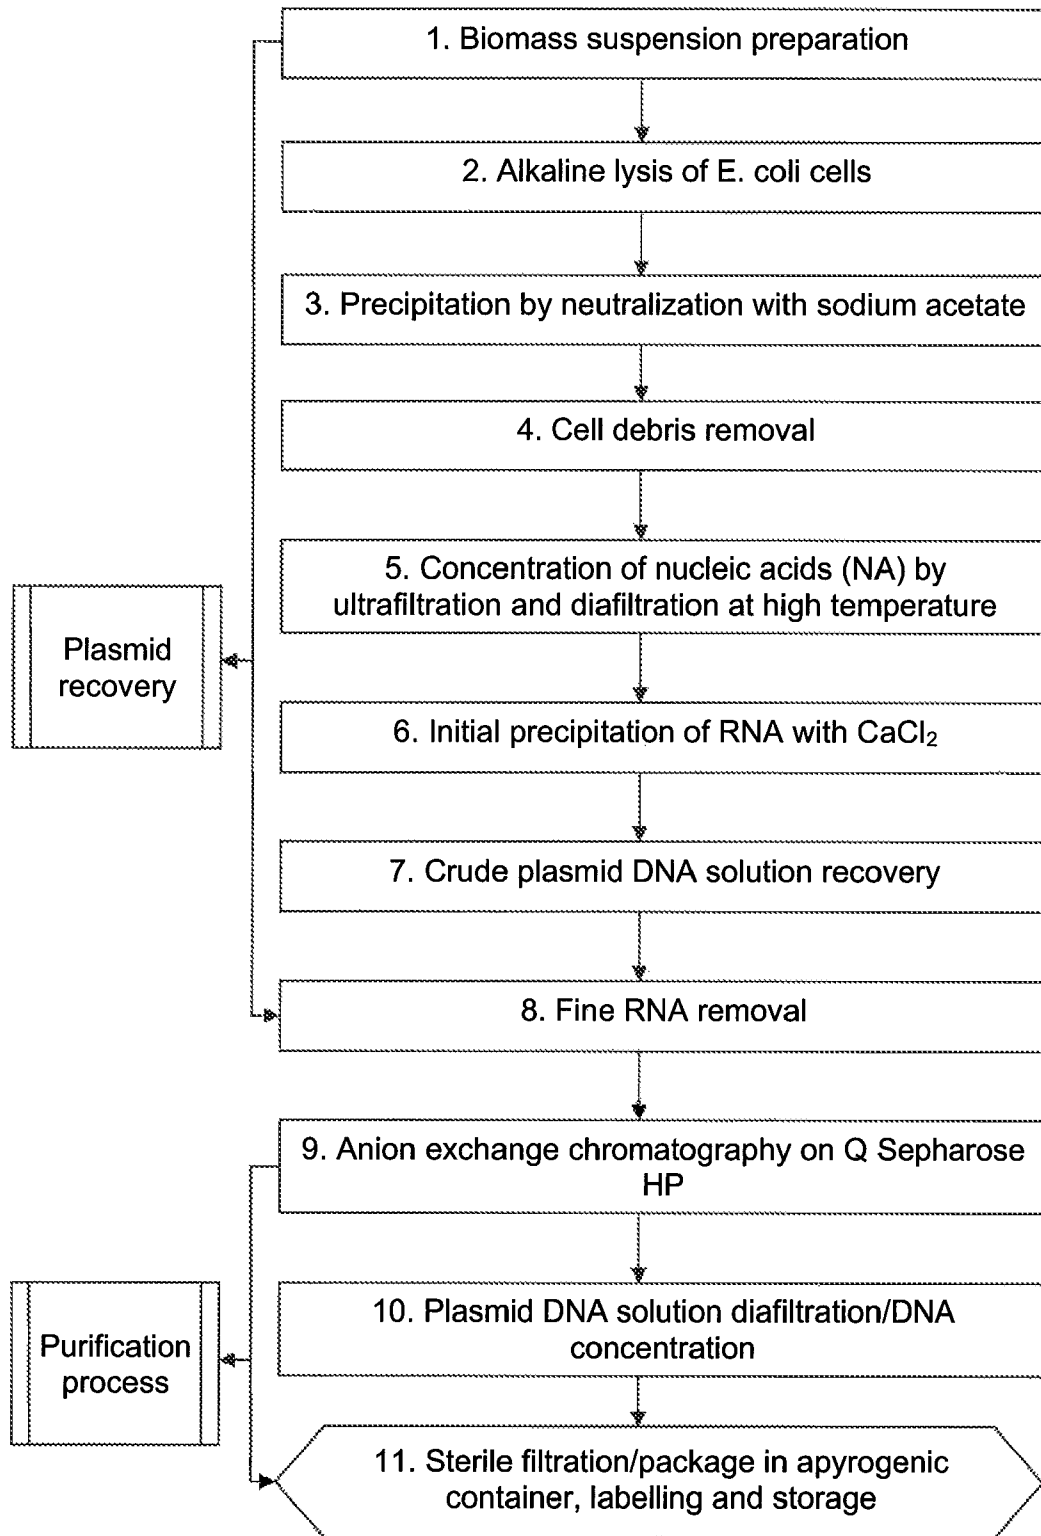 1. Biomass suspension preparation
2. Alkaline lysis of E. coli cells
3. Precipitation by neutralization with sodium acetate
4. Cell debris removal
5. Concentration of nucleic acids (NA) by
ultrafiltration and diafiltration at high temperature
Plasmid
recovery
6. Initial precipitation of RNA with CaCl₂
7. Crude plasmid DNA solution recovery
8. Fine RNA removal
9. Anion exchange chromatography on Q Sepharose
HP
10. Plasmid DNA solution diafiltration/DNA
concentration
Purification
process
11. Sterile filtration/package in apyrogenic
container, labelling and storage